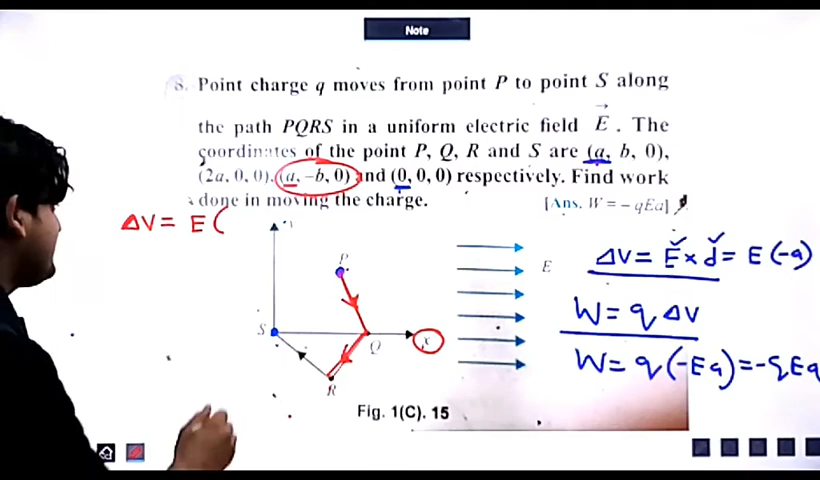 Note
8. Point charge q moves from point P to point S along
the path PQRS in a uniform electric field E⃗ . The
coordinates of the point P, Q, R and S are (a, b, 0),
(2a, 0, 0), (a, −b, 0) and (0, 0, 0) respectively. Find work
done in moving the charge.
[Ans. W = − qEa]
ΔV = E (
P
S
Q
x
R
E
Fig. 1(C). 15
ΔV = E × d = E (-a)
W = q ΔV
W = q (-Ea) = -qEa